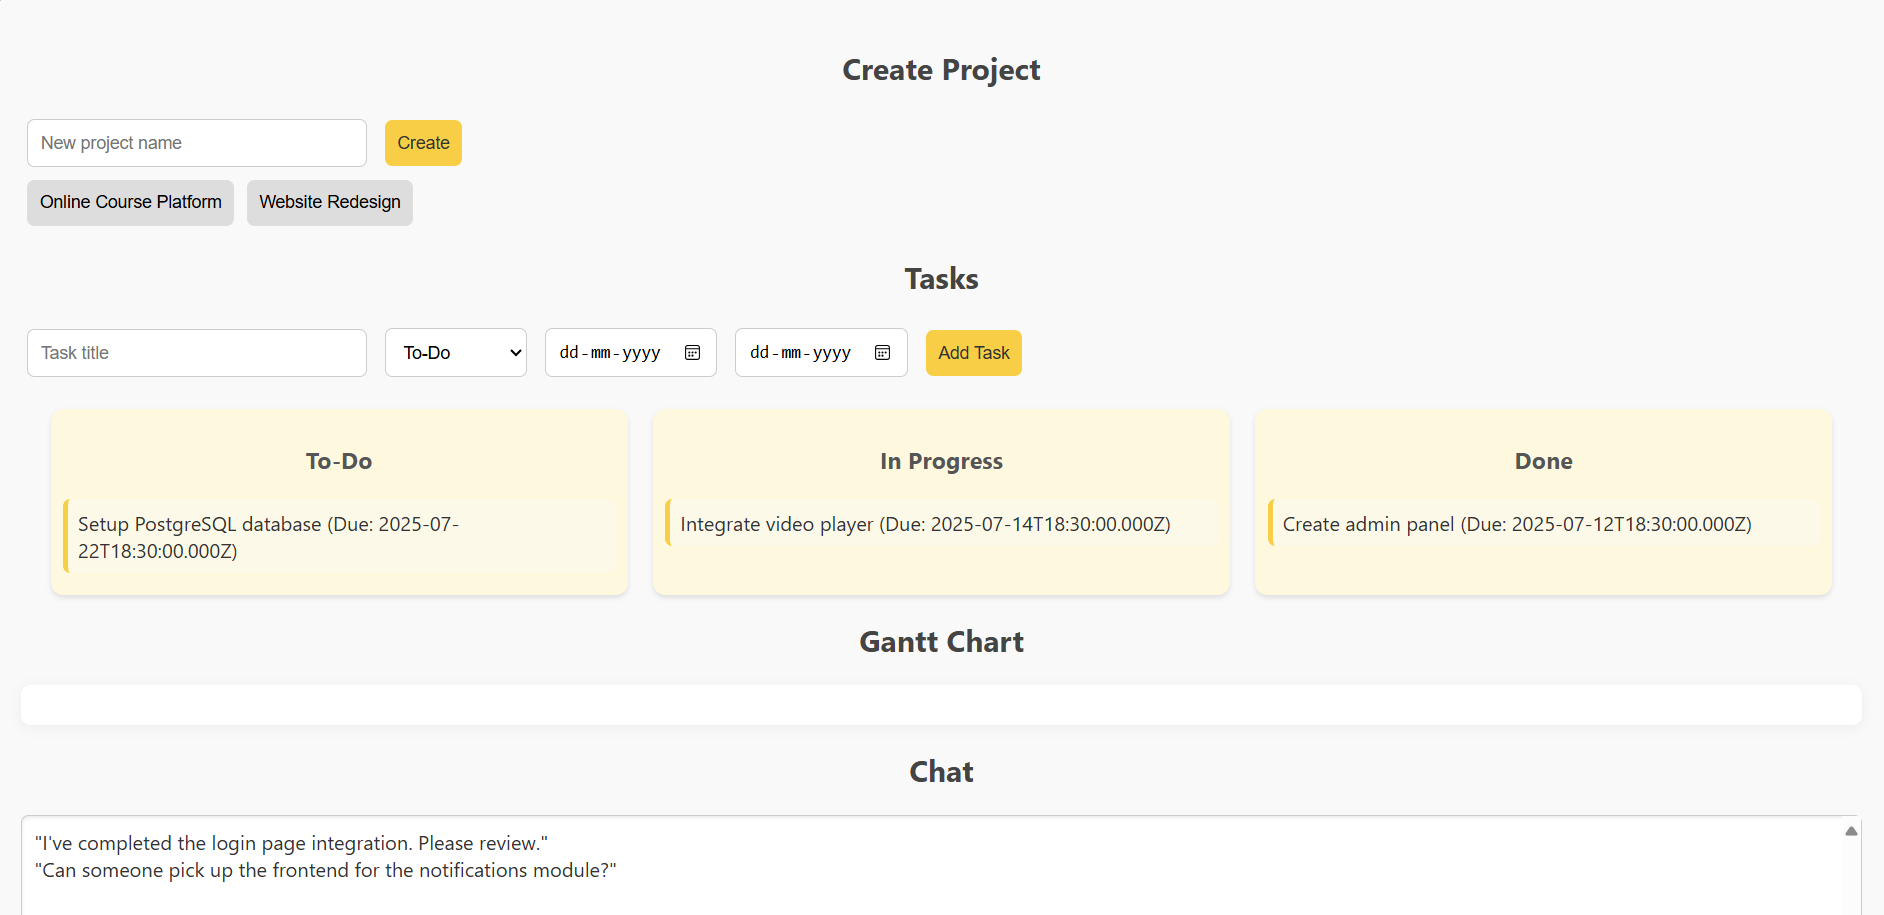 Create Project
New project name
Create
Online Course Platform
Website Redesign
Tasks
Task title
To-Do
dd-mm-yyyy
dd-mm-yyyy
Add Task
To-Do
Setup PostgreSQL database (Due: 2025-07-
22T18:30:00.000Z)
In Progress
Integrate video player (Due: 2025-07-14T18:30:00.000Z)
Done
Create admin panel (Due: 2025-07-12T18:30:00.000Z)
Gantt Chart
Chat
"I've completed the login page integration. Please review."
"Can someone pick up the frontend for the notifications module?"